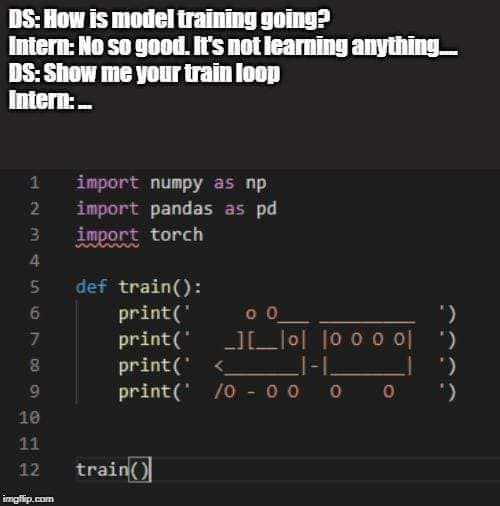 DS: How is model training going?
Intern: No so good. It's not learning anything....
DS: Show me your train loop
Intern: ...
1 import numpy as np
2 import pandas as pd
3 import torch
4
5 def train():
6     print('      o O___ _________  ')
7     print('    _][__|o| |O O O O|  ')
8     print('   <_______|-|_______|  ')
9     print('   /O - O O   O   O     ')
10
11
12 train()
imgflip.com